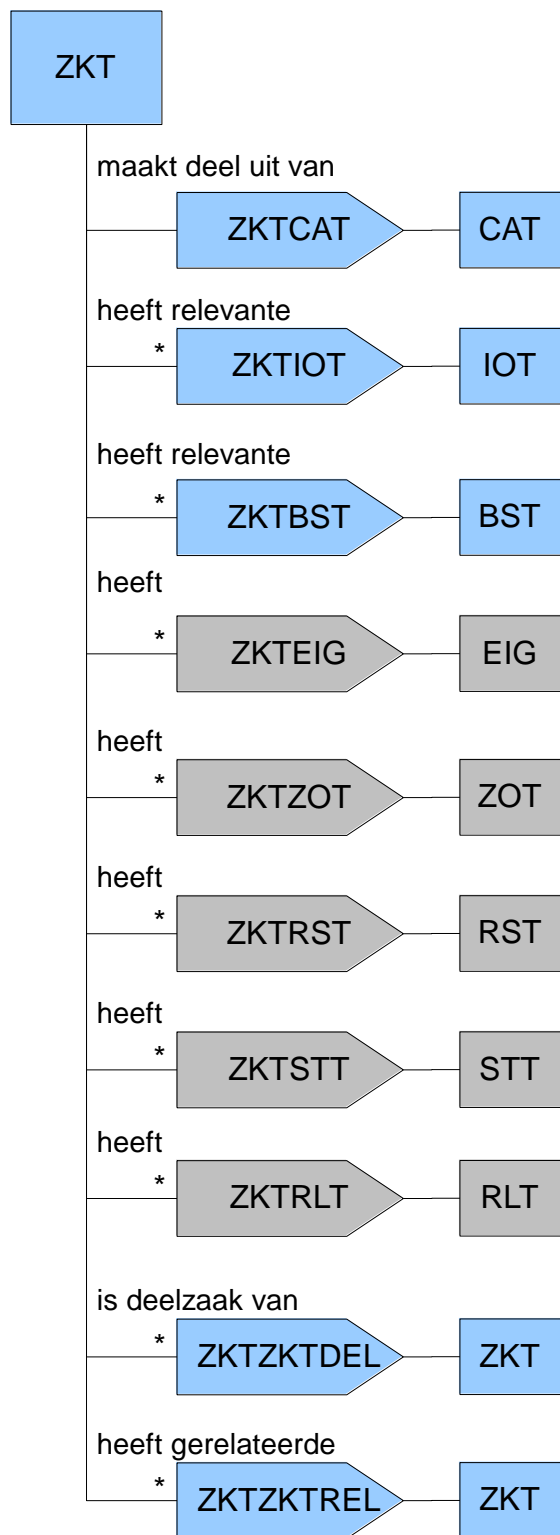 ZKT
maakt deel uit van
ZKTCAT CAT
heeft relevante
* ZKTIOT IOT
heeft relevante
* ZKTBST BST
heeft
* ZKTEIG EIG
heeft
* ZKTZOT ZOT
heeft
* ZKTRST RST
heeft
* ZKTSTT STT
heeft
* ZKTRLT RLT
is deelzaak van
* ZKTZKTDEL ZKT
heeft gerelateerde
* ZKTZKTREL ZKT